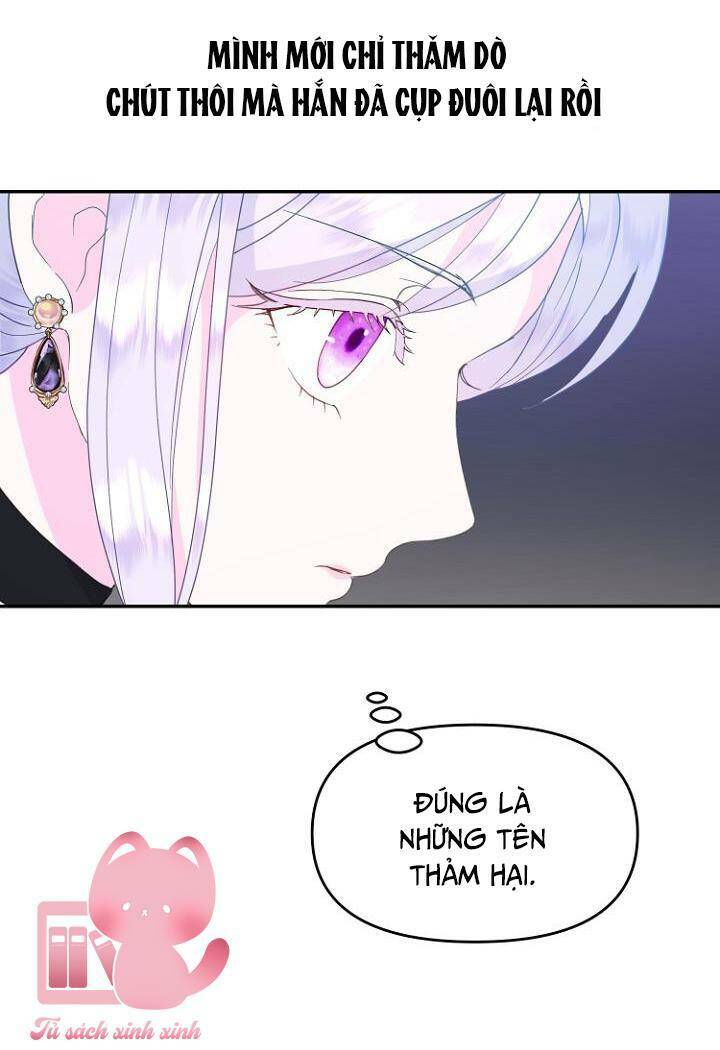 MÌNH MỚI CHỈ THĂM DÒ
CHÚT THÔI MÀ HẮN ĐÃ CỤP ĐUÔI LẠI RỒI
ĐÚNG LÀ
NHỮNG TÊN
THẢM HẠI.
Tủ sách xinh xinh